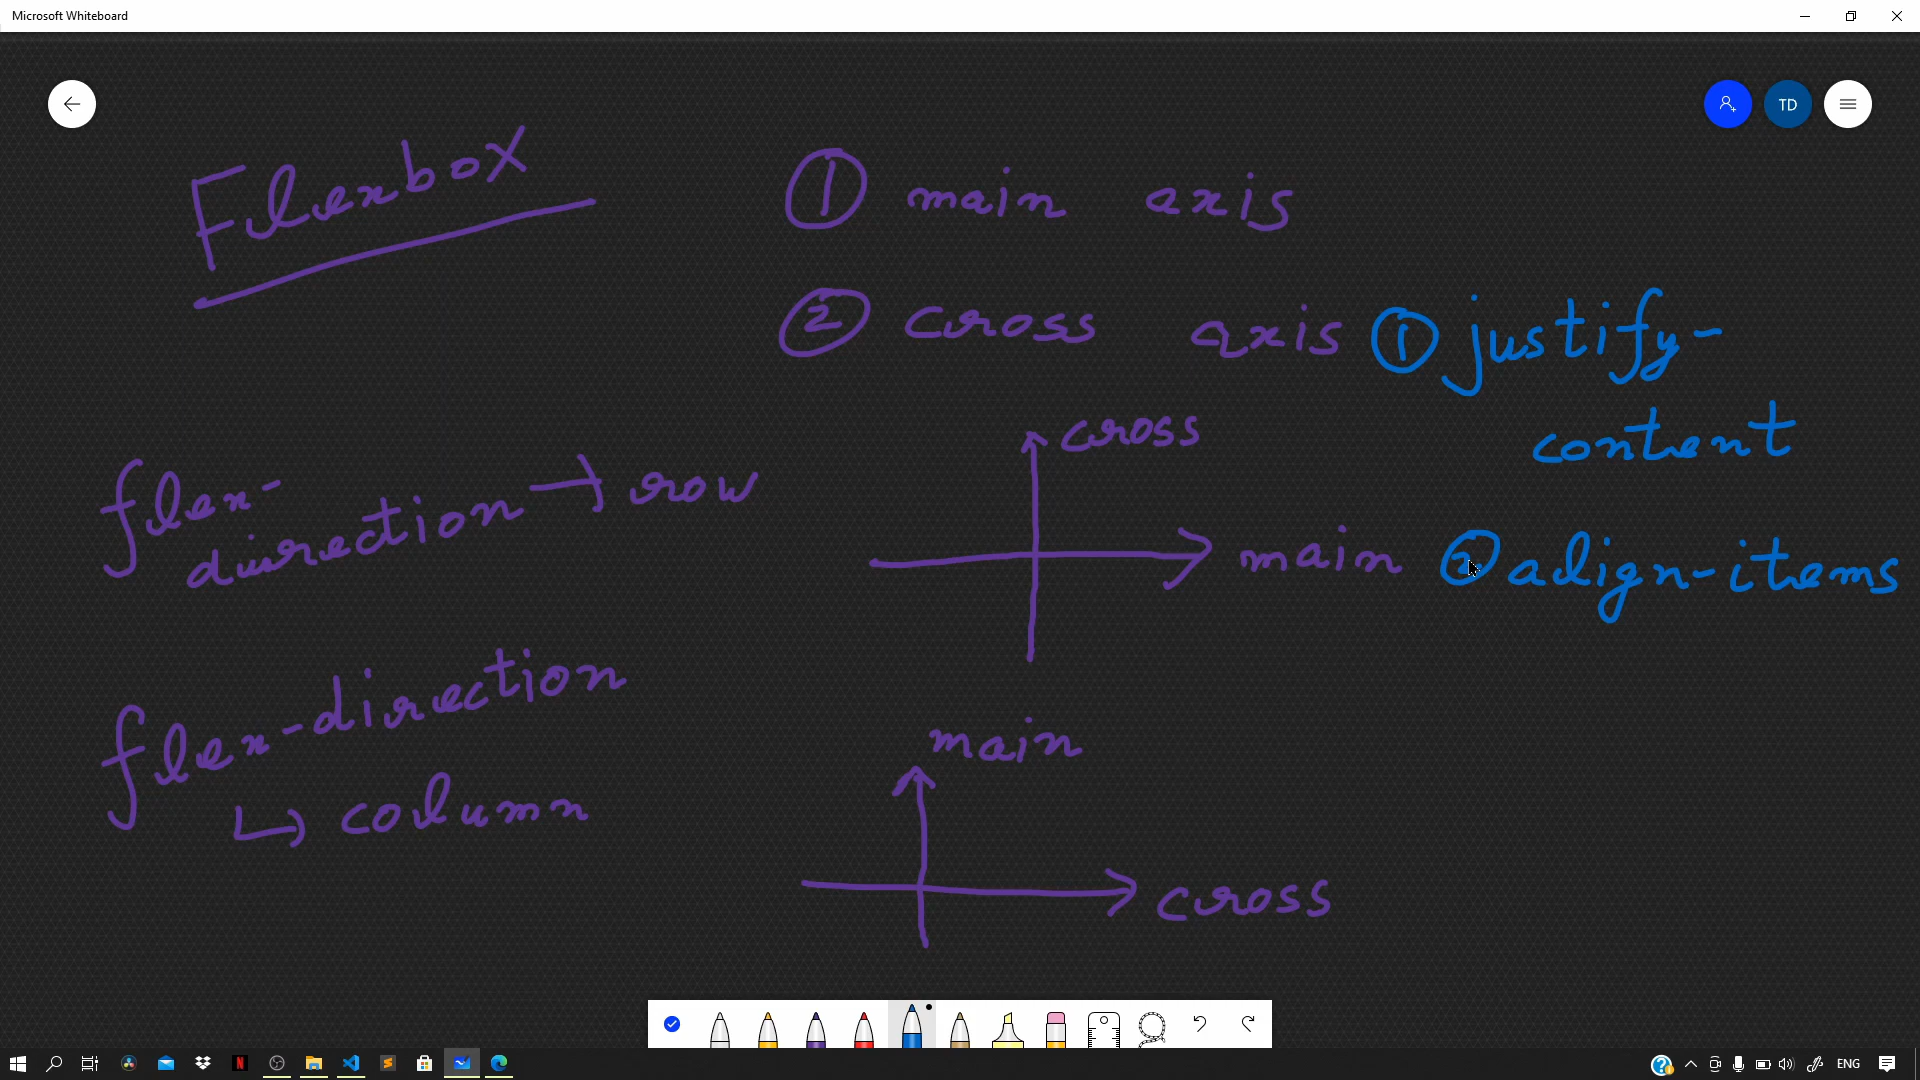 Microsoft Whiteboard
TD
Flexbox
1 main axis
2 cross axis
1 justify-
content
cross
flex-
direction → row
main
2 align-items
flex-direction
↳ column
main
cross
ENG